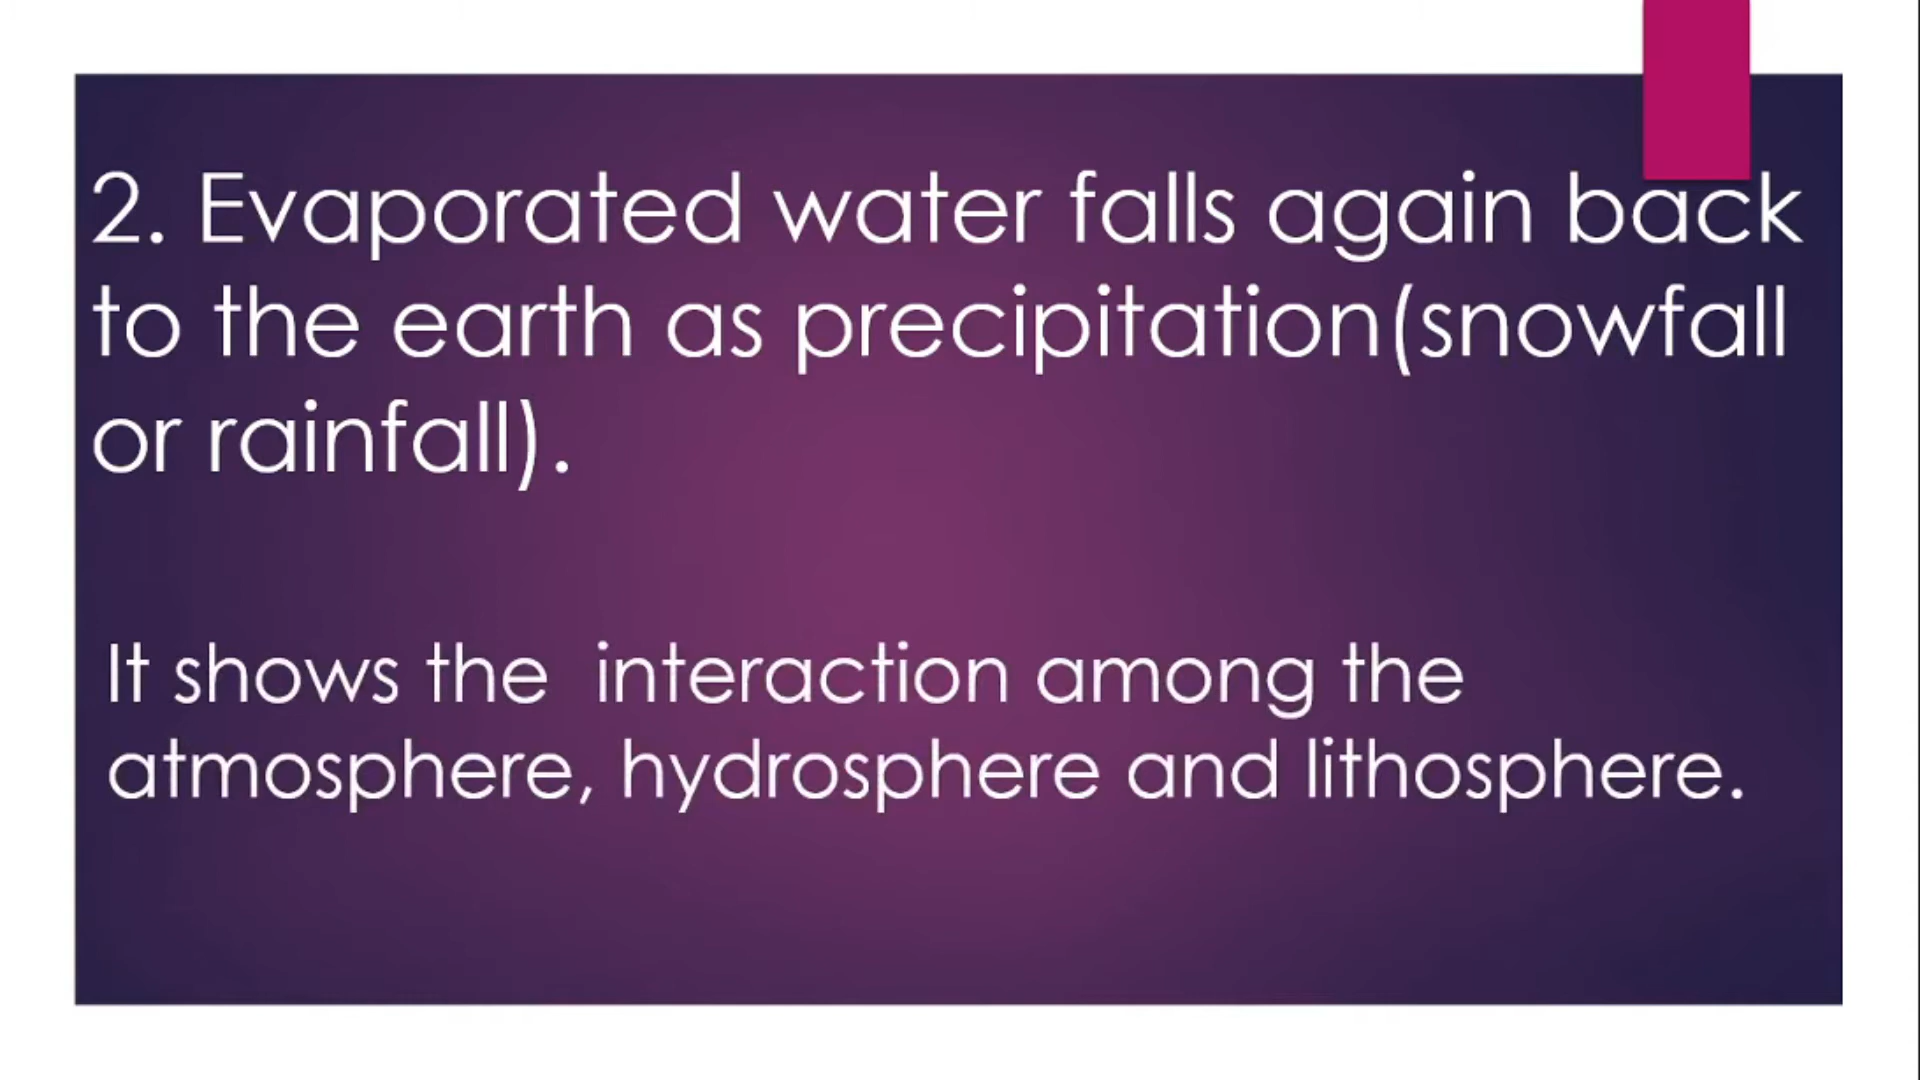 2. Evaporated water falls again back
to the earth as precipitation(snowfall
or rainfall).
It shows the  interaction among the
atmosphere, hydrosphere and lithosphere.